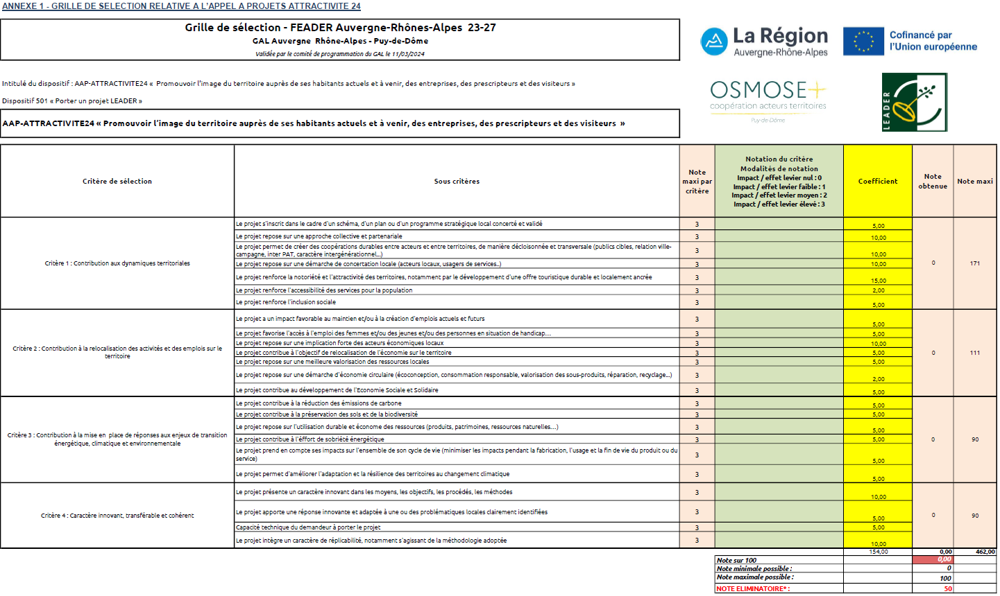 ANNEXE 1 - GRILLE DE SELECTION RELATIVE A L'APPEL A PROJETS ATTRACTIVITE 24
Grille de sélection - FEADER Auvergne-Rhônes-Alpes 23-27
GAL Auvergne Rhône-Alpes - Puy-de-Dôme
Validée par le comité de programmation du GAL le 11/03/2024
La Région
Auvergne-Rhône-Alpes
Cofinancé par
l'Union européenne
Intitulé du dispositif : AAP-ATTRACTIVITE24 « Promouvoir l'image du territoire auprès de ses habitants actuels et à venir, des entreprises, des prescripteurs et des visiteurs »
Dispositif 501 « Porter un projet LEADER »
OSMOSE+
coopération acteurs territoires
Puy-de-Dôme
LEADER
AAP-ATTRACTIVITE24 « Promouvoir l'image du territoire auprès de ses habitants actuels et à venir, des entreprises, des prescripteurs et des visiteurs »
Critère de sélection
Sous critères
Note
maxi par
critère
Notation du critère
Modalités de notation
Impact / effet levier nul : 0
Impact / effet levier faible : 1
Impact / effet levier moyen : 2
Impact / effet levier élevé : 3
Coefficient
Note
obtenue
Note maxi
Critère 1 : Contribution aux dynamiques territoriales
Le projet s'inscrit dans le cadre d'un schéma, d'un plan ou d'un programme stratégique local concerté et validé 3 5,00
Le projet repose sur une approche collective et partenariale 3 10,00
Le projet permet de créer des coopérations durables entre acteurs et entre territoires, de manière décloisonnée et transversale (publics cibles, relation ville-
campagne, inter PAT, caractère intergénérationnel...) 3 10,00
Le projet repose sur une démarche de concertation locale (acteurs locaux, usagers de services..) 3 10,00
Le projet renforce la notoriété et l'attractivité des territoires, notamment par le développement d'une offre touristique durable et localement ancrée 3 15,00
Le projet renforce l'accessibilité des services pour la population 3 2,00
Le projet renforce l'inclusion sociale 3 5,00
0 171
Critère 2 : Contribution à la relocalisation des activités et des emplois sur le
territoire
Le projet a un impact favorable au maintien et/ou à la création d'emplois actuels et futurs 3 5,00
Le projet favorise l'accès à l'emploi des femmes et/ou des jeunes et/ou des personnes en situation de handicap... 3 5,00
Le projet repose sur une implication forte des acteurs économiques locaux 3 10,00
Le projet contribue à l'objectif de relocalisation de l'économie sur le territoire 3 5,00
Le projet repose sur une meilleure valorisation des ressources locales 3 5,00
Le projet repose sur une démarche d'économie circulaire (écoconception, consommation responsable, valorisation des sous-produits, réparation, recyclage...) 3 2,00
Le projet contribue au développement de l'Economie Sociale et Solidaire 3 5,00
0 111
Critère 3 : Contribution à la mise en place de réponses aux enjeux de transition
énergétique, climatique et environnementale
Le projet contribue à la réduction des émissions de carbone 3 5,00
Le projet contribue à la préservation des sols et de la biodiversité 3 5,00
Le projet repose sur l'utilisation durable et économe des ressources (produits, patrimoines, ressources naturelles...) 3 5,00
Le projet contribue à l'éffort de sobriété énergétique 3 5,00
Le projet prend en compte ses impacts sur l'ensemble de son cycle de vie (minimiser les impacts pendant la fabrication, l'usage et la fin de vie du produit ou du
service) 3 5,00
Le projet permet d'améliorer l'adaptation et la résilience des territoires au changement climatique 3 5,00
0 90
Critère 4 : Caractère innovant, transférable et cohérent
Le projet présente un caractère innovant dans les moyens, les objectifs, les procédés, les méthodes 3 10,00
Le projet apporte une réponse innovante et adaptée à une ou des problématiques locales clairement identifiées 3 5,00
Capacité technique du demandeur à porter le projet 3 5,00
Le projet intègre un caractère de réplicabilité, notamment s'agissant de la méthodologie adoptée 3 10,00
0 90
154,00 0,00 462,00
Note sur 100 0,00
Note minimale possible : 0
Note maximale possible : 100
NOTE ELIMINATOIRE* : 50